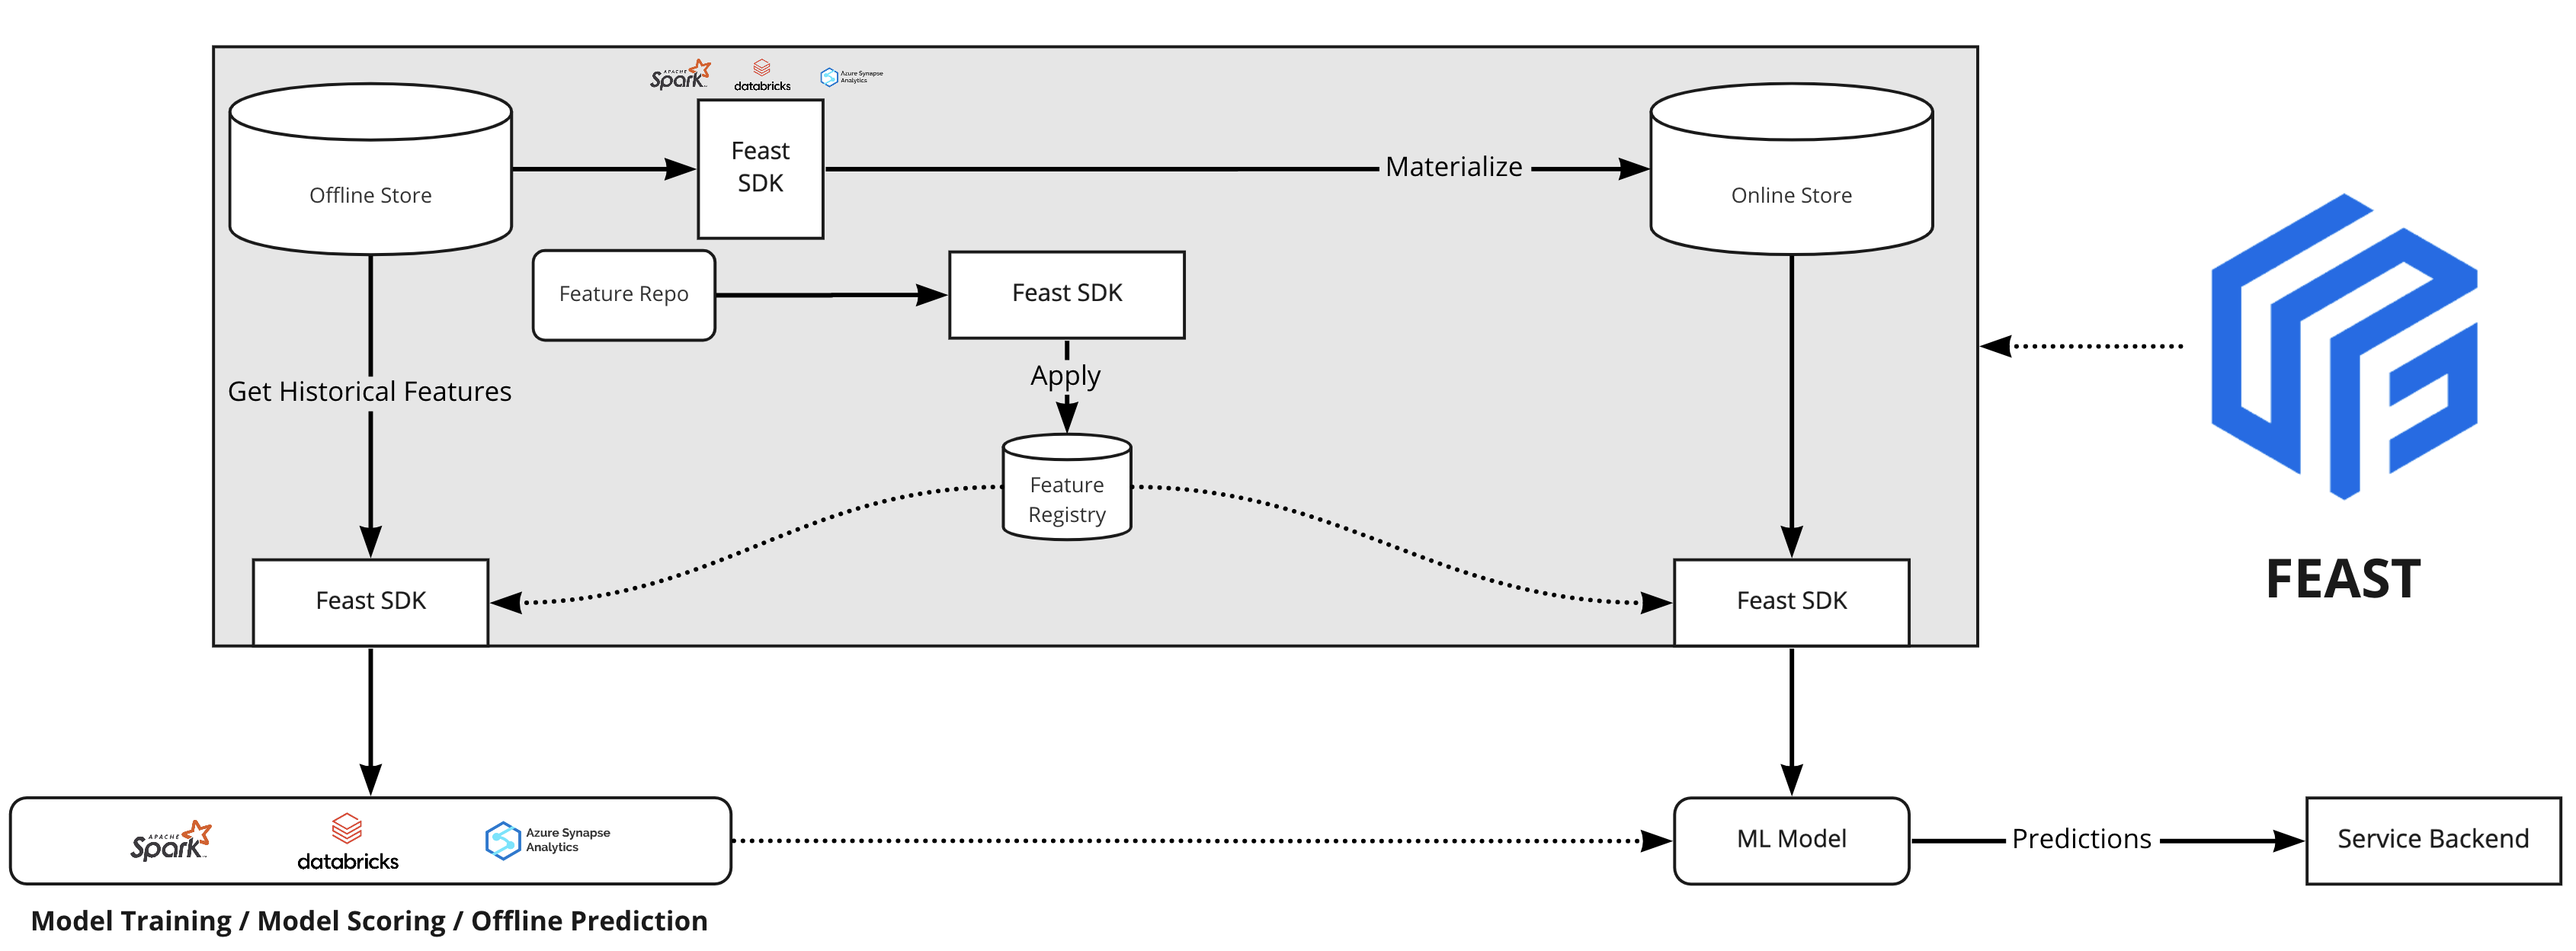 APACHE
Spark
databricks
Azure Synapse
Analytics
Offline Store
Feast
SDK
Materialize
Online Store
Feature Repo
Feast SDK
Apply
Get Historical Features
Feature
Registry
Feast SDK
Feast SDK
FEAST
APACHE
Spark
databricks
Azure Synapse
Analytics
ML Model
Predictions
Service Backend
Model Training / Model Scoring / Offline Prediction